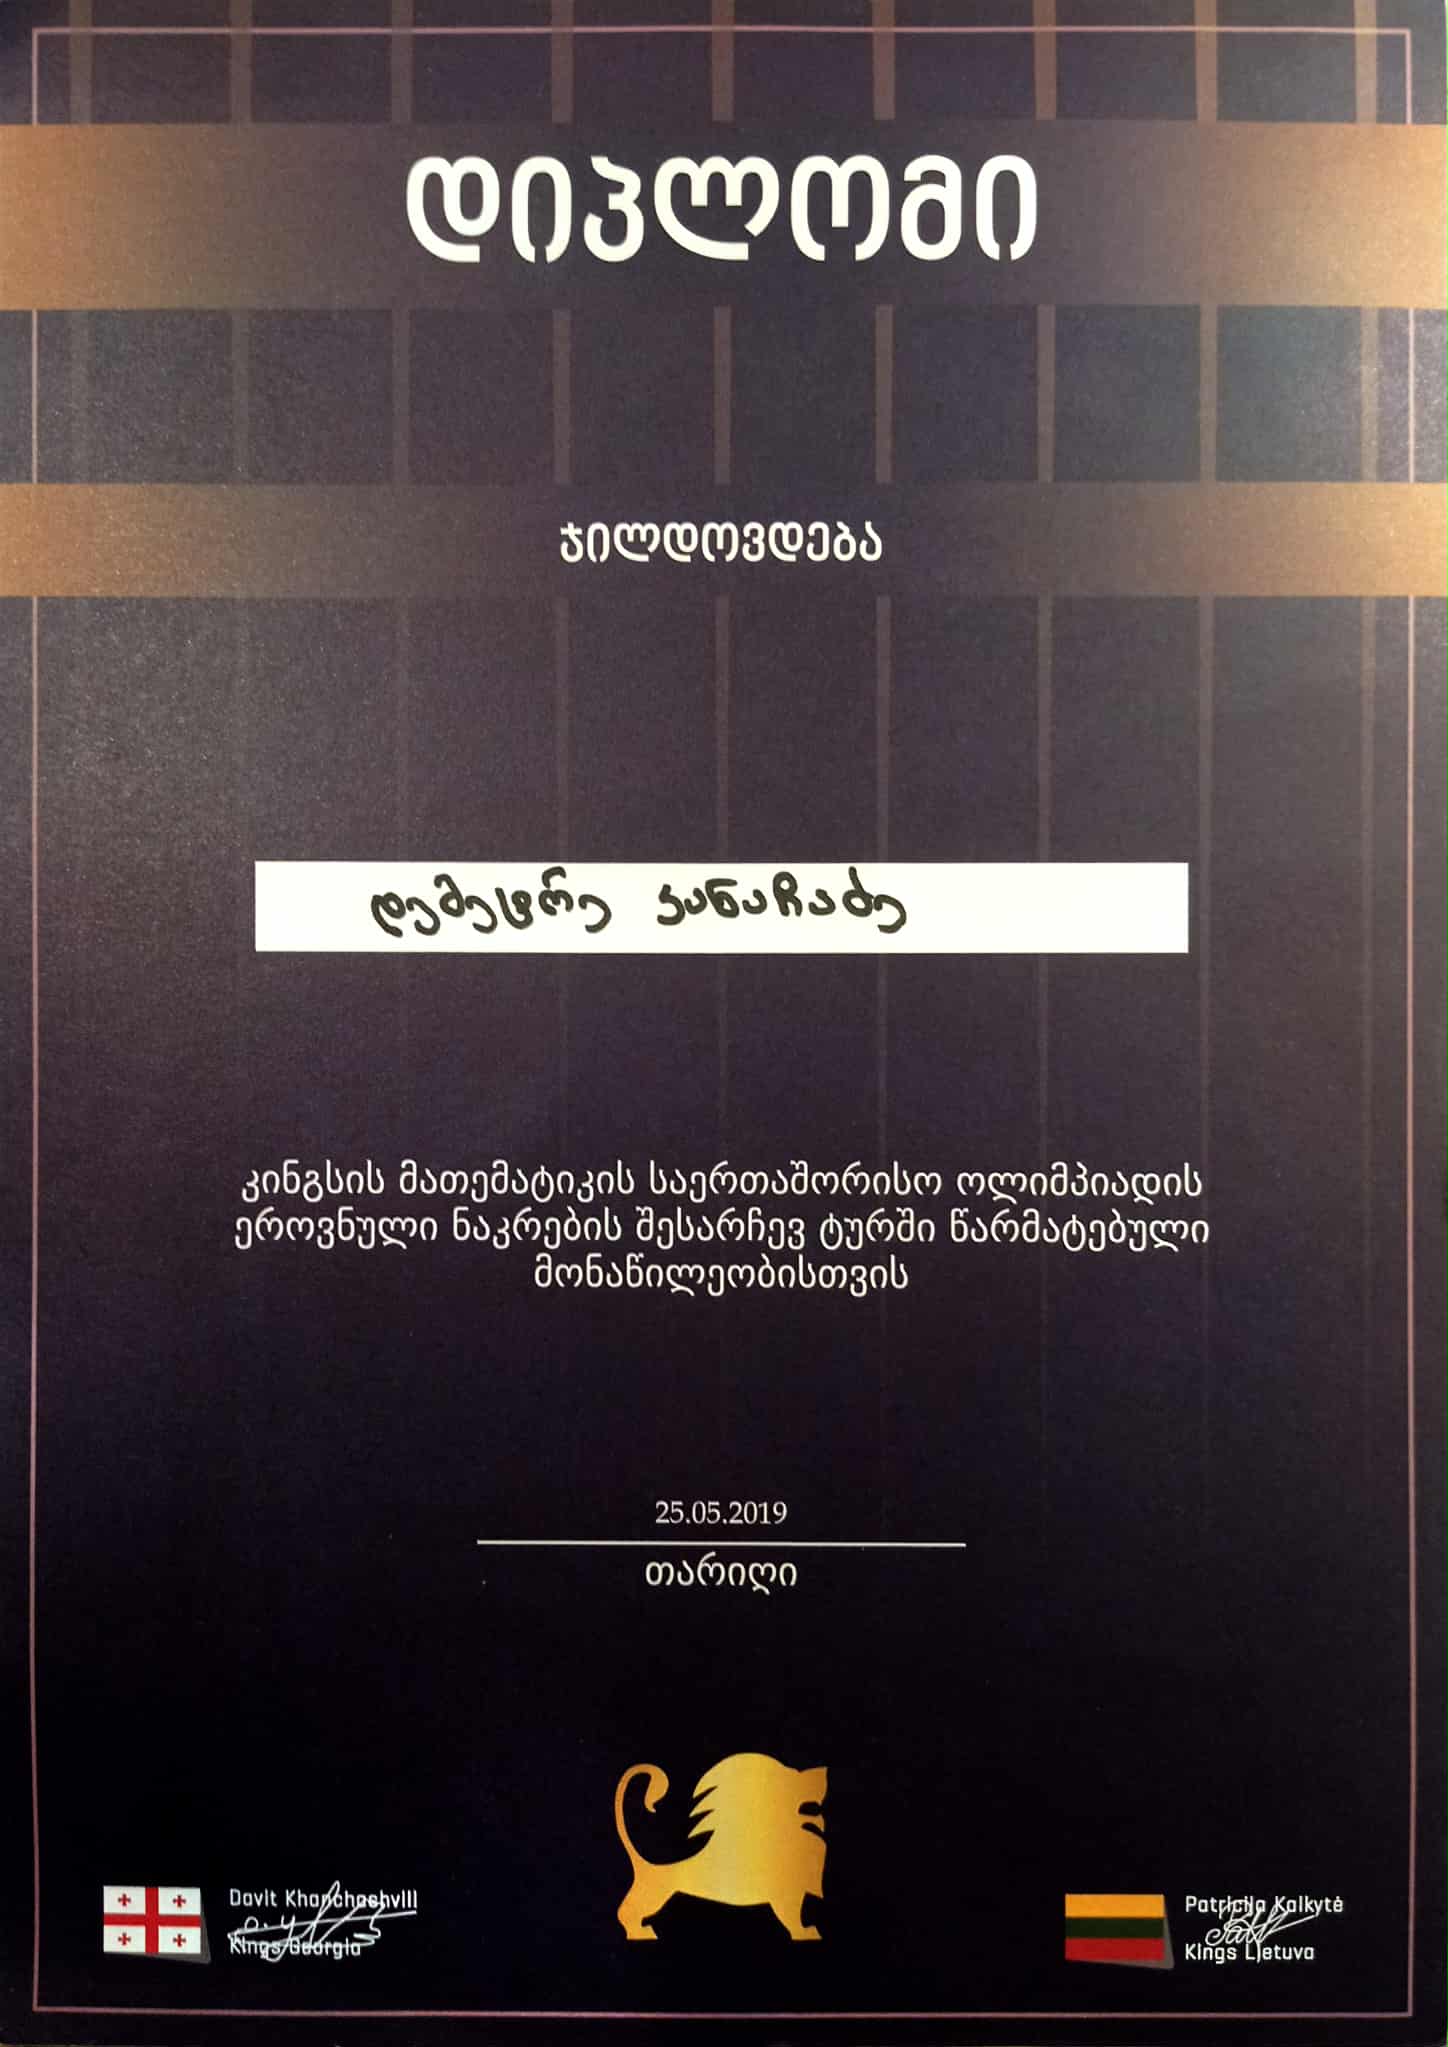 დიპლომი
ჯილდოვდება
დემეტრე კანაჩაძე
კინგსის მათემატიკის საერთაშორისო ოლიმპიადის
ეროვნული ნაკრების შესარჩევ ტურში წარმატებული
მონაწილეობისთვის
25.05.2019
თარიღი
Davit Khanchashvili
Kings Georgia
Patricija Kalkytė
Kings Lietuva